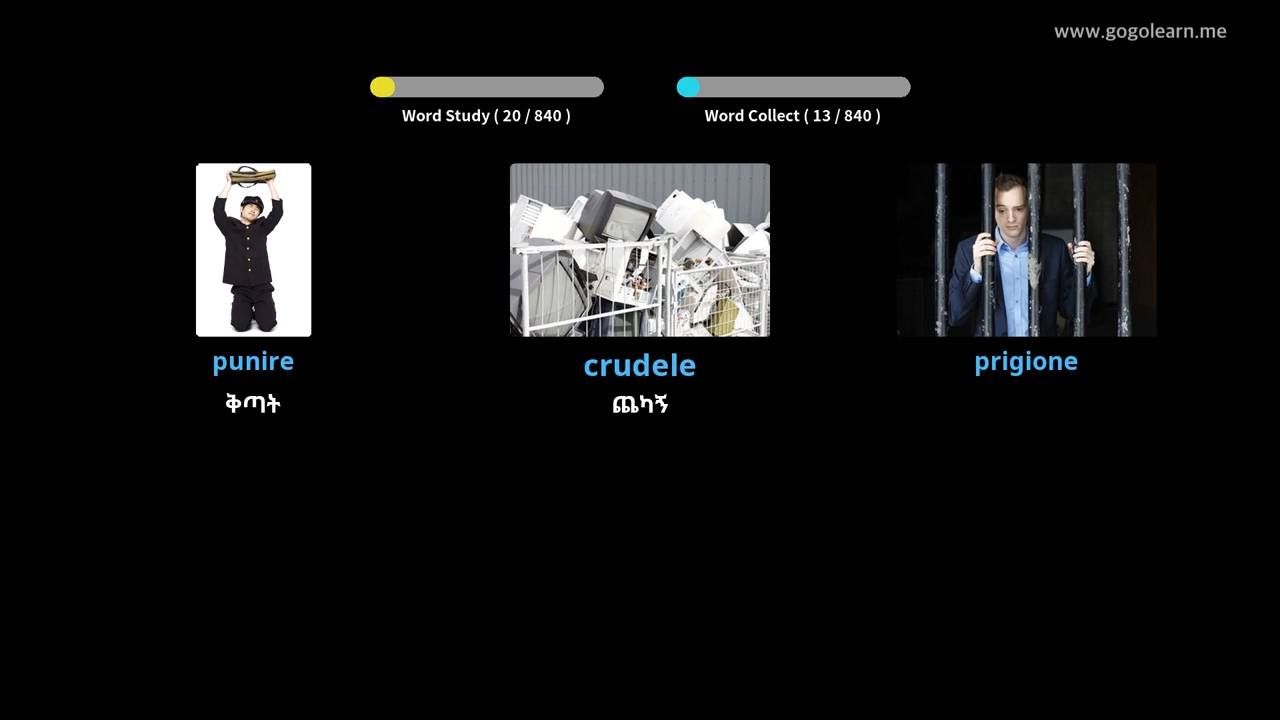 www.gogolearn.me
Word Study ( 20 / 840 )
Word Collect ( 13 / 840 )
punire
crudele
prigione
ቅጣት
ጨካኝ